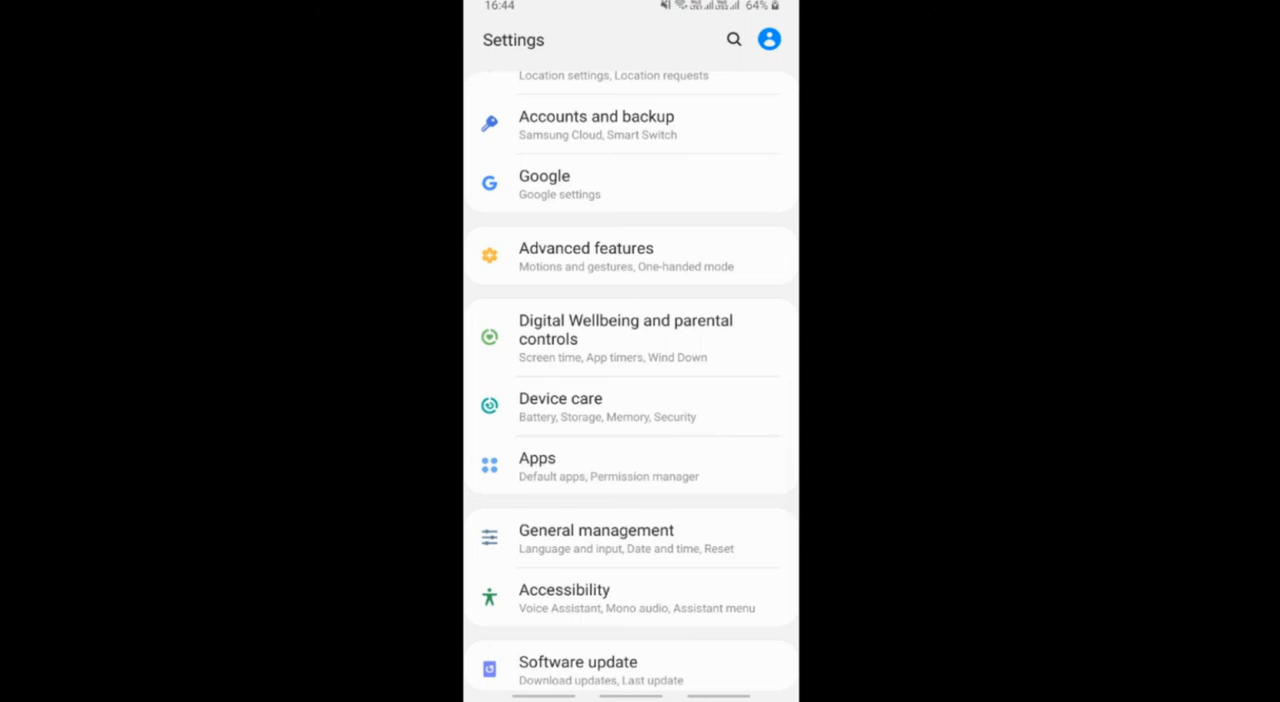 16:44
64%
Settings
Location settings, Location requests
Accounts and backup
Samsung Cloud, Smart Switch
Google
Google settings
Advanced features
Motions and gestures, One-handed mode
Digital Wellbeing and parental
controls
Screen time, App timers, Wind Down
Device care
Battery, Storage, Memory, Security
Apps
Default apps, Permission manager
General management
Language and input, Date and time, Reset
Accessibility
Voice Assistant, Mono audio, Assistant menu
Software update
Download updates, Last update